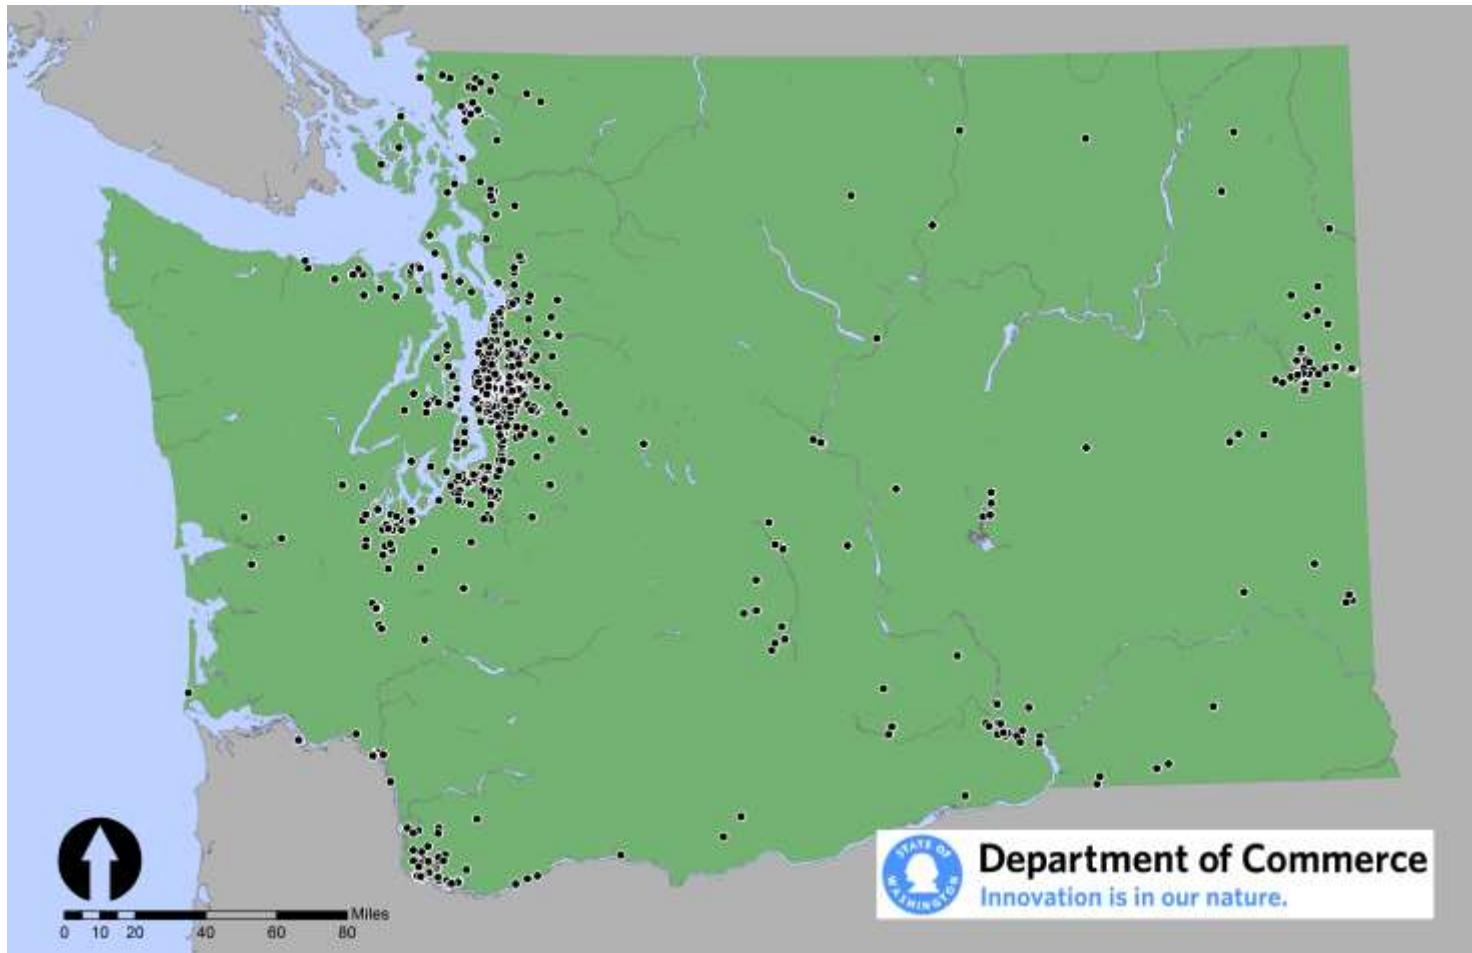 STATE OF
WASHINGTON
Department of Commerce
Innovation is in our nature.
Miles
0 10 20 40 60 80